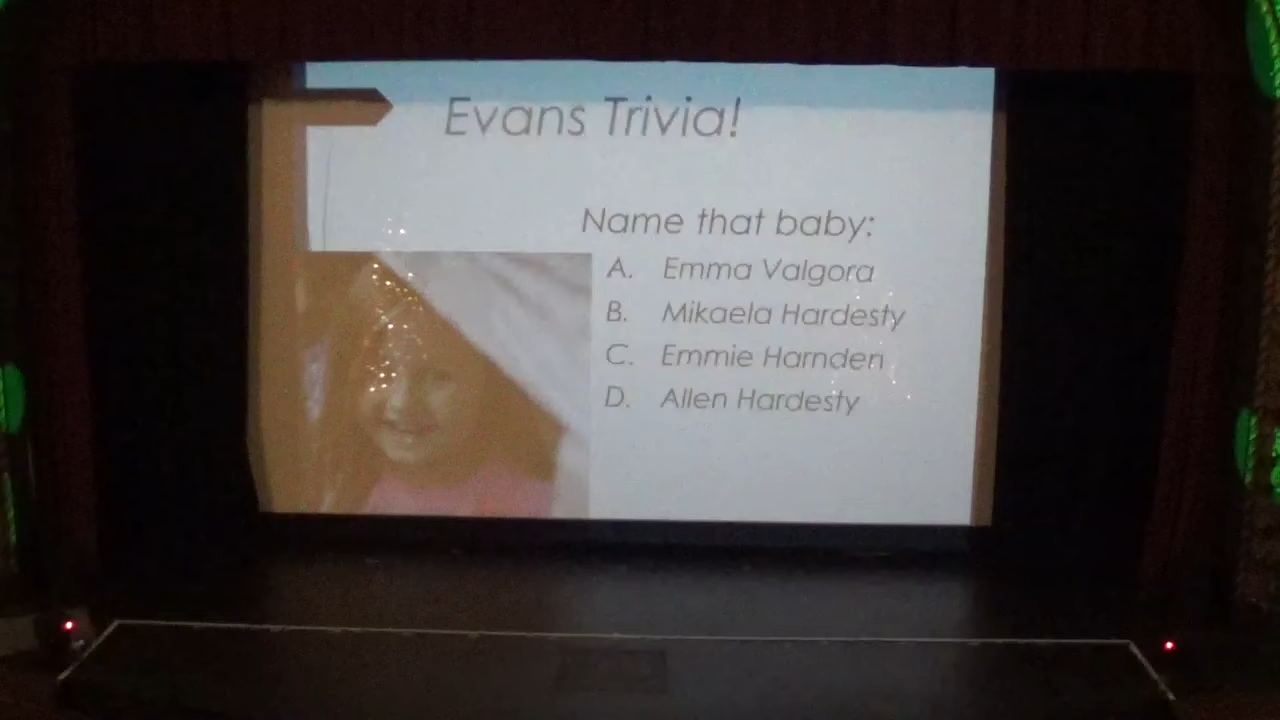 Evans Trivia!
Name that baby:
A. Emma Valgora
B. Mikaela Hardesty
C. Emmie Harnden
D. Allen Hardesty